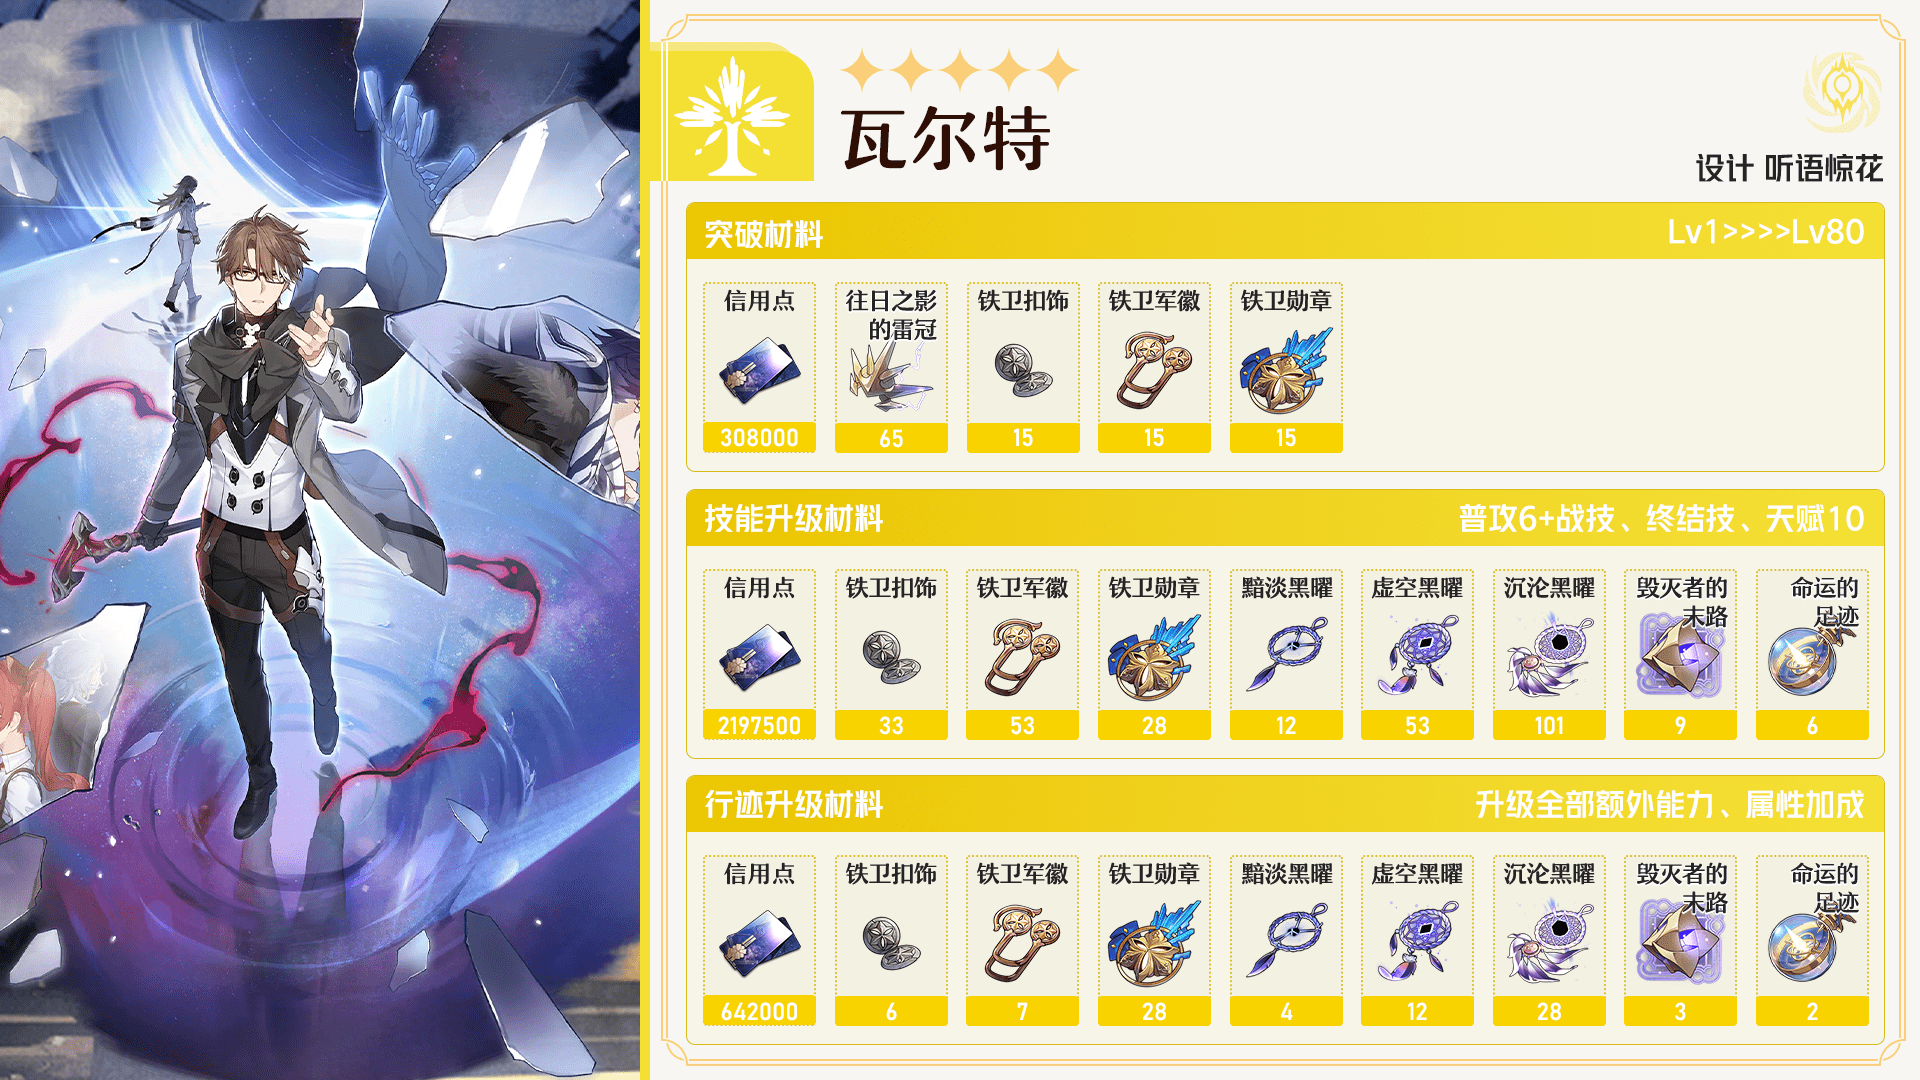 瓦尔特
设计 听语惊花
突破材料 Lv1>>>>Lv80
信用点
308000
往日之影
的雷冠
65
铁卫扣饰
15
铁卫军徽
15
铁卫勋章
15
技能升级材料 普攻6+战技、终结技、天赋10
信用点
2197500
铁卫扣饰
33
铁卫军徽
53
铁卫勋章
28
黯淡黑曜
12
虚空黑曜
53
沉沦黑曜
101
毁灭者的
末路
9
命运的
足迹
6
行迹升级材料 升级全部额外能力、属性加成
信用点
642000
铁卫扣饰
6
铁卫军徽
7
铁卫勋章
28
黯淡黑曜
4
虚空黑曜
12
沉沦黑曜
28
毁灭者的
末路
3
命运的
足迹
2